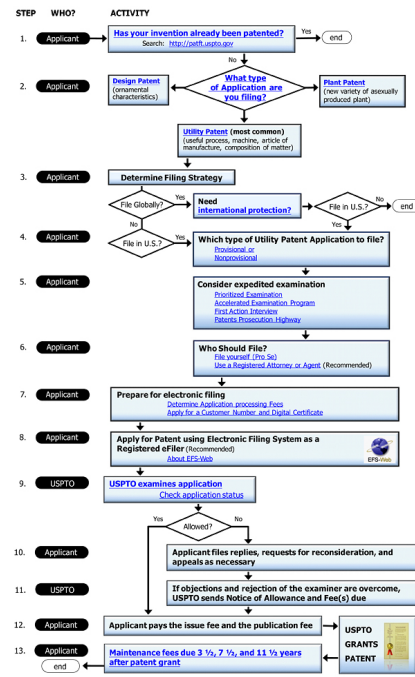 STEP WHO? ACTIVITY
1. Applicant
Has your invention already been patented?
Search: http://patft.uspto.gov
Yes
end
No
2. Applicant
Design Patent
(ornamental
characteristics)
What type
of Application are
you filing?
Plant Patent
(new variety of asexually
produced plant)
Utility Patent (most common)
(useful process, machine, article of
manufacture, composition of matter)
3. Applicant
Determine Filing Strategy
File Globally?
Yes
Need
international protection?
File in U.S.?
No
end
No
Yes
4. Applicant
File in U.S.?
Yes
Which type of Utility Patent Application to file?
Provisional or
Nonprovisional
5. Applicant
Consider expedited examination
Prioritized Examination
Accelerated Examination Program
First Action Interview
Patents Prosecution Highway
6. Applicant
Who Should File?
File yourself (Pro Se)
Use a Registered Attorney or Agent (Recommended)
7. Applicant
Prepare for electronic filing
Determine Application processing Fees
Apply for a Customer Number and Digital Certificate
8. Applicant
Apply for Patent using Electronic Filing System as a
Registered eFiler (Recommended)
About EFS-Web
EFS-Web
9. USPTO
USPTO examines application
Check application status
Yes
Allowed?
No
10. Applicant
Applicant files replies, requests for reconsideration, and
appeals as necessary
11. USPTO
If objections and rejection of the examiner are overcome,
USPTO sends Notice of Allowance and Fee(s) due
12. Applicant
Applicant pays the issue fee and the publication fee
USPTO
GRANTS
PATENT
13. Applicant
Maintenance fees due 3 ½, 7 ½, and 11 ½ years
after patent grant
end